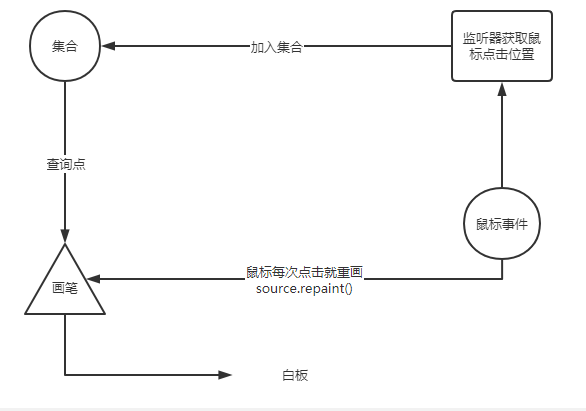 集合
加入集合
监听器获取鼠
标点击位置
查询点
鼠标事件
画笔
鼠标每次点击就重画
source.repaint()
白板